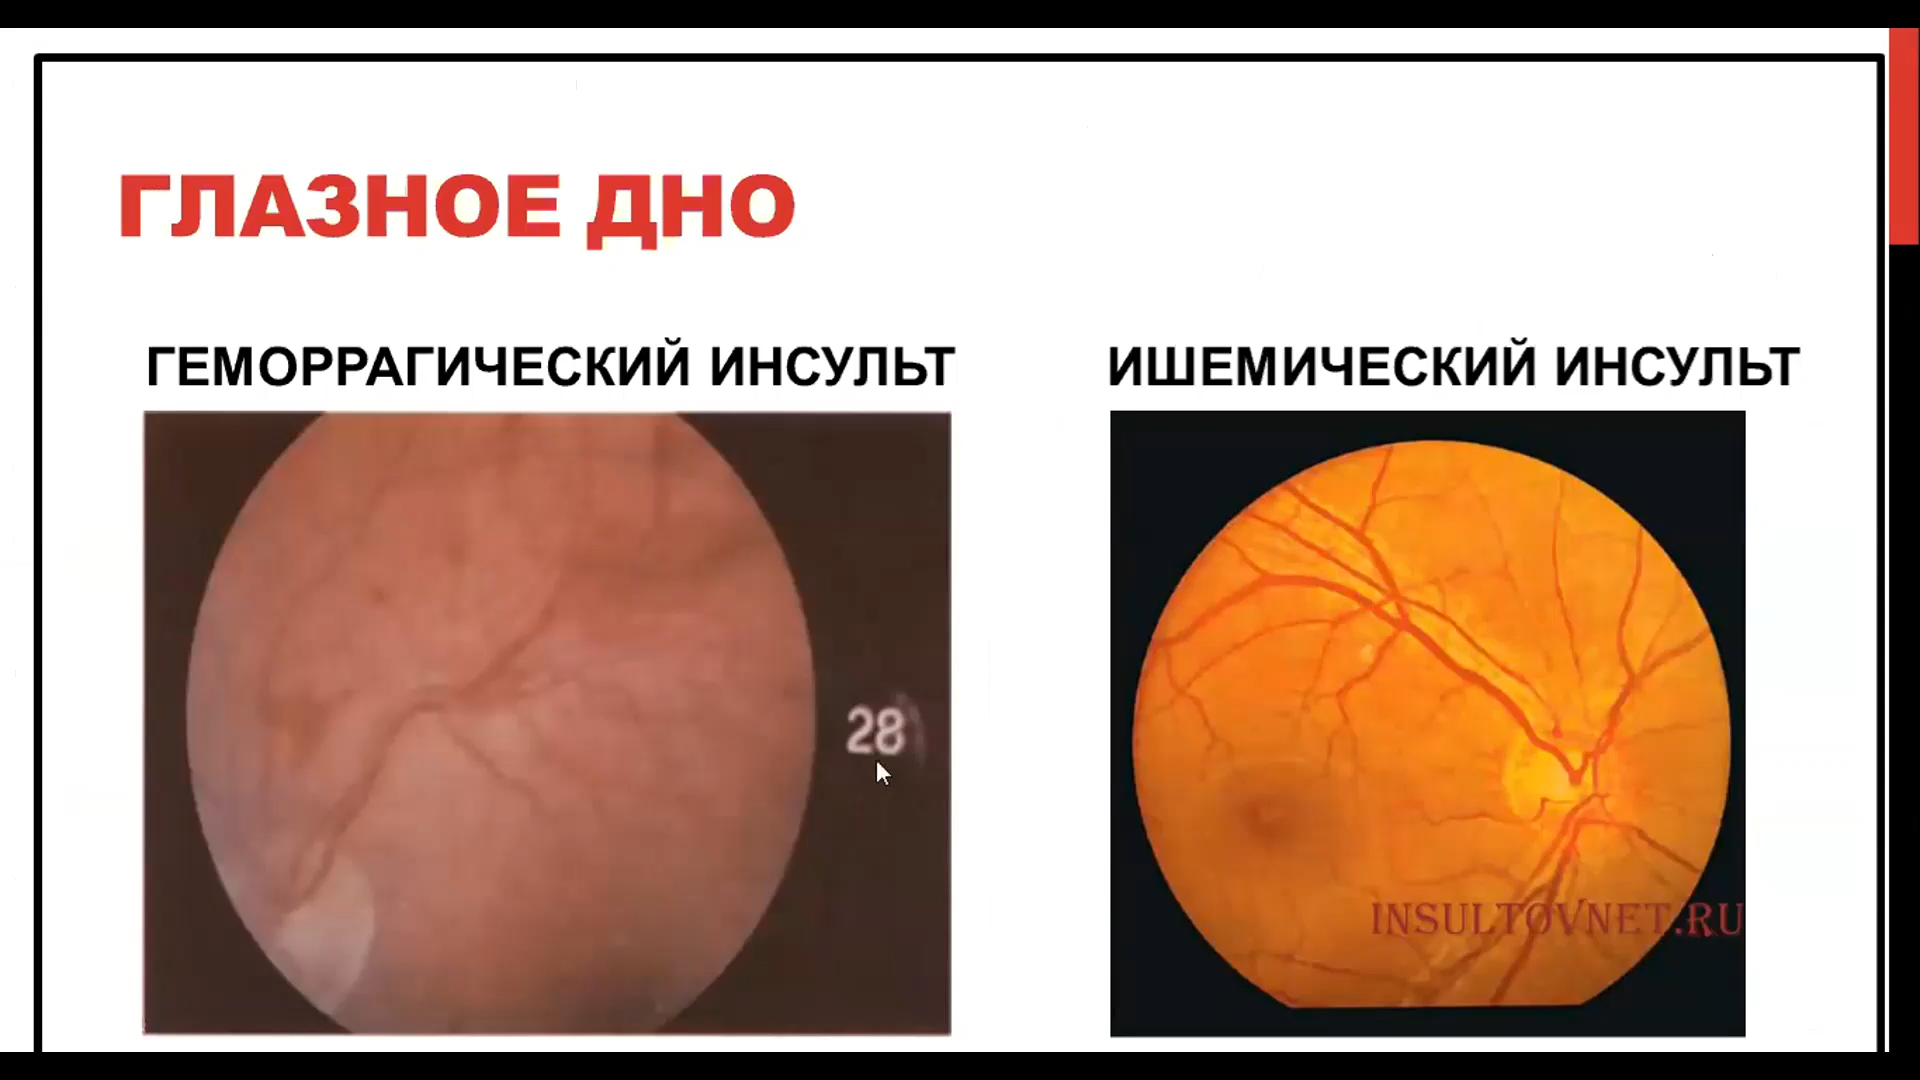 ГЛАЗНОЕ ДНО
ГЕМОРРАГИЧЕСКИЙ ИНСУЛЬТ
ИШЕМИЧЕСКИЙ ИНСУЛЬТ
28
INSULTOVNET.RU